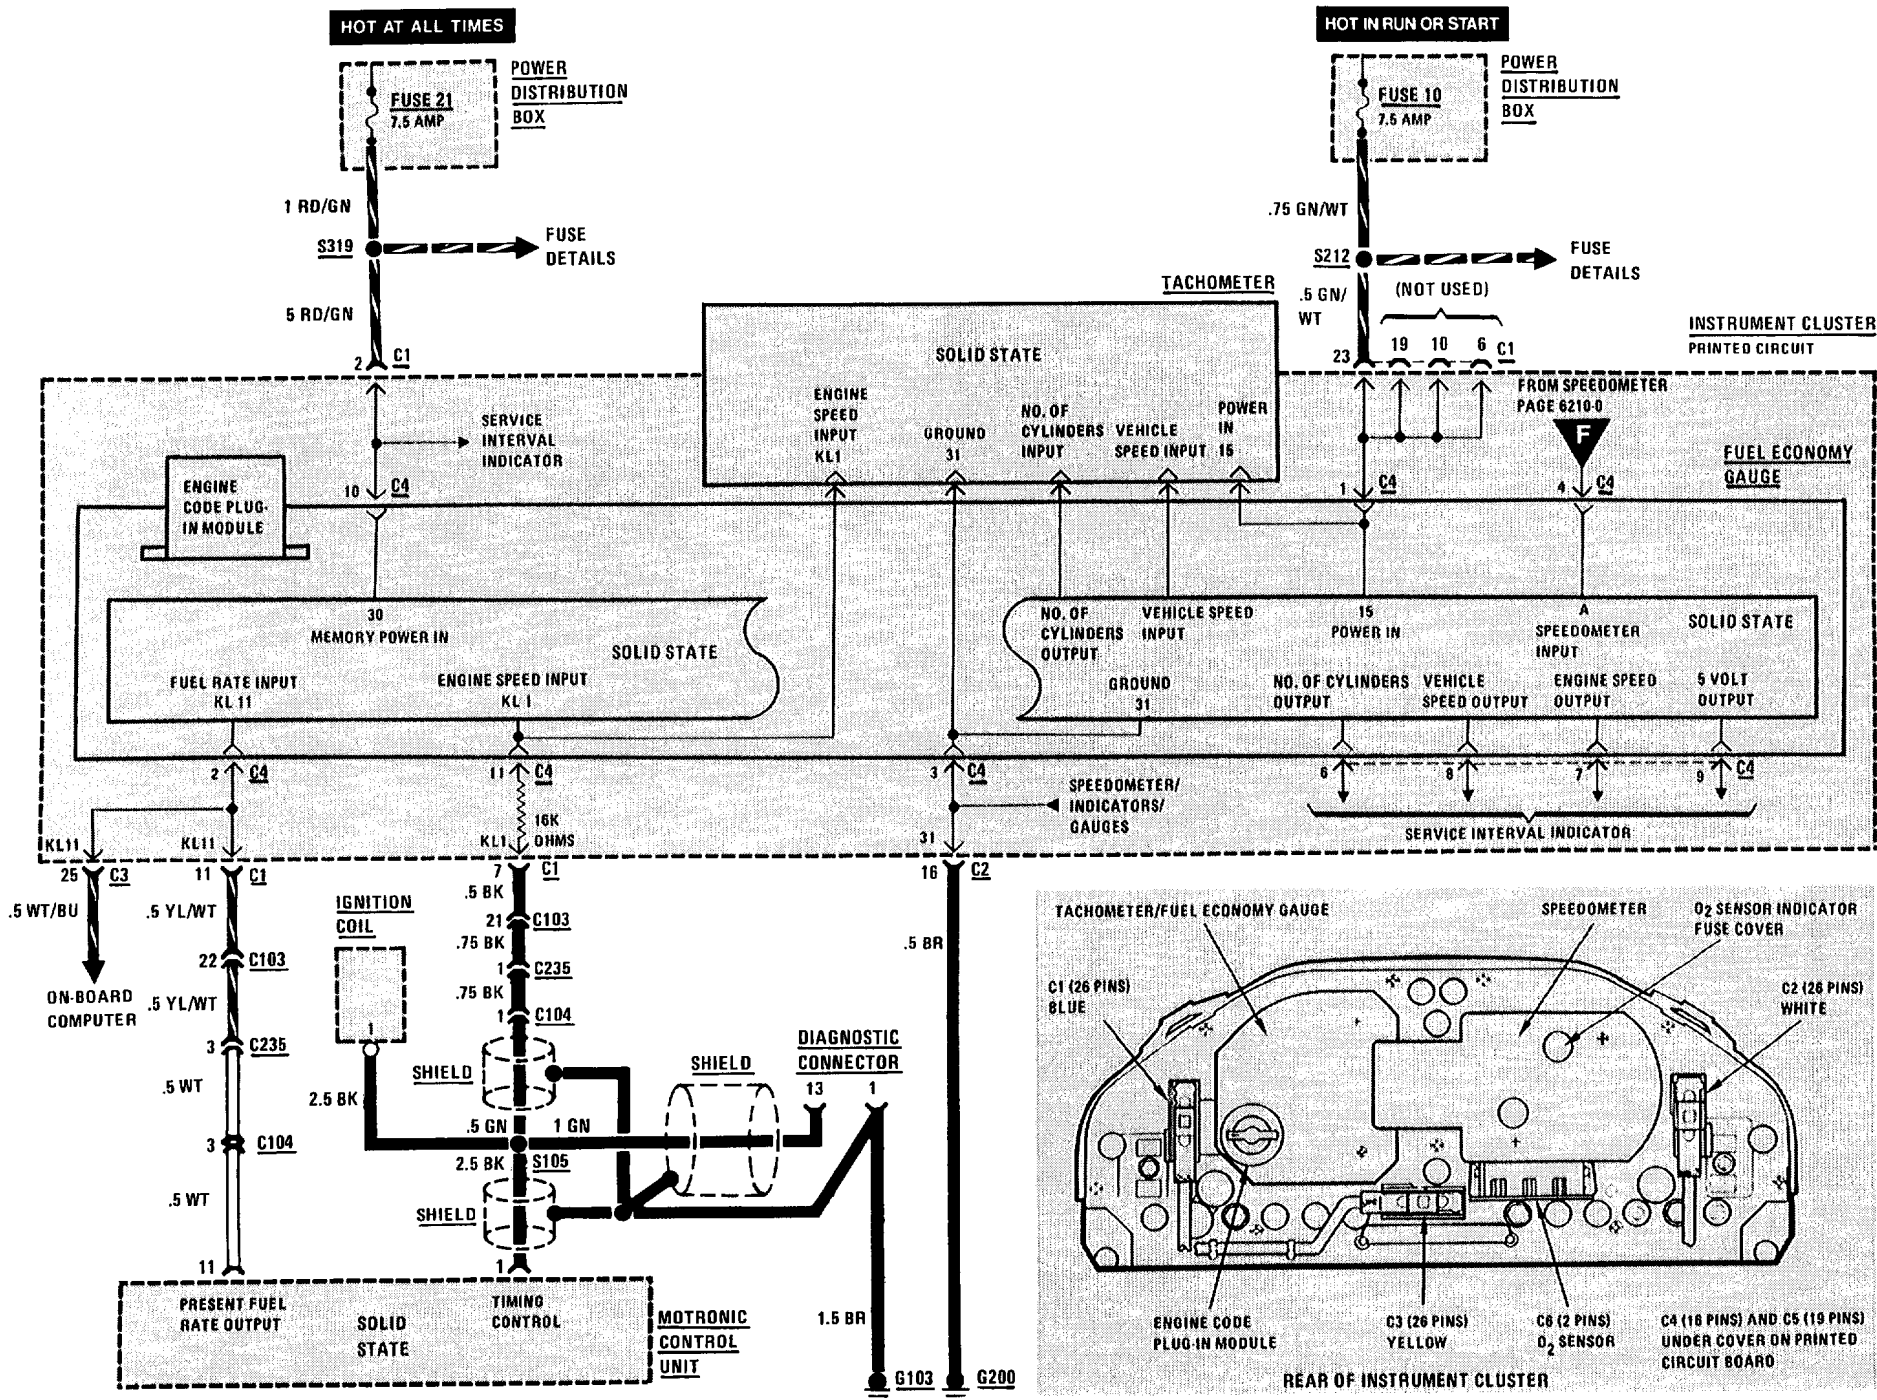 HOT AT ALL TIMES
HOT IN RUN OR START
POWER
DISTRIBUTION
BOX
FUSE 21
7.5 AMP
POWER
DISTRIBUTION
BOX
FUSE 10
7.5 AMP
1 RD/GN
S319
FUSE
DETAILS
5 RD/GN
2
C1
.75 GN/WT
S212
FUSE
DETAILS
.5 GN/
WT
(NOT USED)
23
19
10
6
C1
TACHOMETER
INSTRUMENT CLUSTER
PRINTED CIRCUIT
SOLID STATE
ENGINE
SPEED
INPUT
KL1
GROUND
31
NO. OF
CYLINDERS
INPUT
VEHICLE
SPEED INPUT
POWER
IN
15
FROM SPEEDOMETER
PAGE 6210-0
F
FUEL ECONOMY
GAUGE
SERVICE
INTERVAL
INDICATOR
ENGINE
CODE PLUG-
IN MODULE
10
C4
1
C4
4
C4
30
MEMORY POWER IN
SOLID STATE
FUEL RATE INPUT
KL 11
ENGINE SPEED INPUT
KL 1
NO. OF
CYLINDERS
OUTPUT
VEHICLE SPEED
INPUT
15
POWER IN
A
SPEEDOMETER
INPUT
SOLID STATE
GROUND
31
NO. OF CYLINDERS
OUTPUT
VEHICLE
SPEED OUTPUT
ENGINE SPEED
OUTPUT
5 VOLT
OUTPUT
2
C4
11
C4
3
C4
6
8
7
9
C4
16K
OHMS
SPEEDOMETER/
INDICATORS/
GAUGES
SERVICE INTERVAL INDICATOR
KL11
KL11
KL1
31
25
C3
11
C1
7
C1
16
C2
.5 WT/BU
.5 YL/WT
IGNITION
COIL
.5 BK
21
C103
.75 BK
.5 BR
22
C103
1
C235
.75 BK
ON-BOARD
COMPUTER
.5 YL/WT
1
C104
1
3
C235
.5 WT
SHIELD
SHIELD
DIAGNOSTIC
CONNECTOR
13
1
2.5 BK
.5 GN
1 GN
3
C104
2.5 BK
S105
.5 WT
SHIELD
11
1
PRESENT FUEL
RATE OUTPUT
SOLID
STATE
TIMING
CONTROL
MOTRONIC
CONTROL
UNIT
1.5 BR
G103
G200
TACHOMETER/FUEL ECONOMY GAUGE
SPEEDOMETER
O2 SENSOR INDICATOR
FUSE COVER
C1 (26 PINS)
BLUE
C2 (26 PINS)
WHITE
ENGINE CODE
PLUG-IN MODULE
C3 (26 PINS)
YELLOW
C6 (2 PINS)
O2 SENSOR
C4 (16 PINS) AND C5 (19 PINS)
UNDER COVER ON PRINTED
CIRCUIT BOARD
REAR OF INSTRUMENT CLUSTER